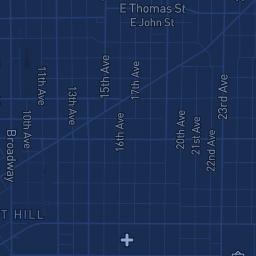 E Thomas St
E John St
11th Ave
15th Ave
17th Ave
23rd Ave
10th Ave
13th Ave
16th Ave
20th Ave
21st Ave
22nd Ave
Broadway
T HILL